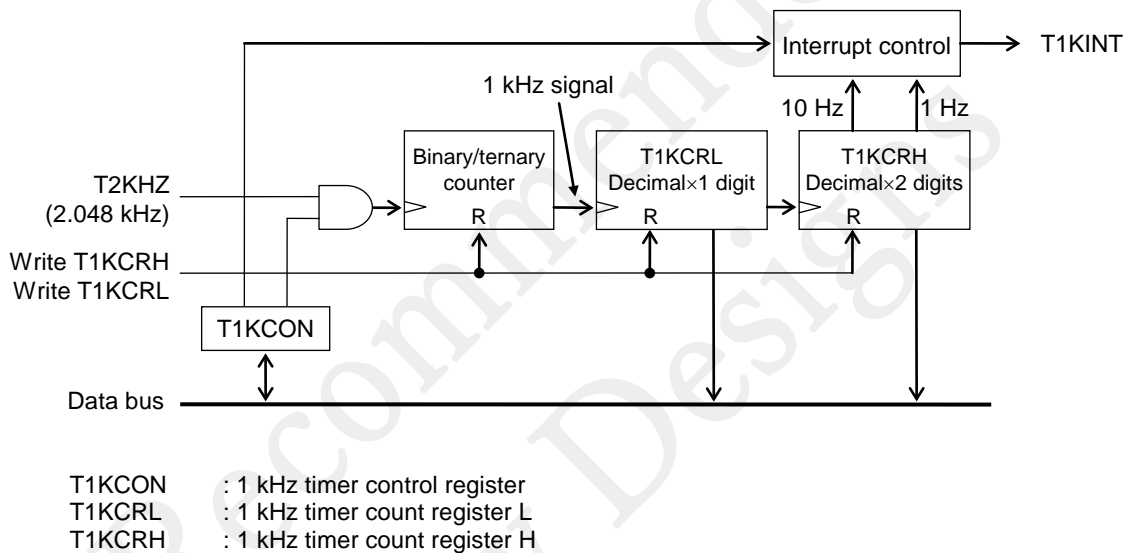 Interrupt control
T1KINT
1 kHz signal
10 Hz
1 Hz
Binary/ternary
counter
T1KCRL
Decimal×1 digit
T1KCRH
Decimal×2 digits
T2KHZ
(2.048 kHz)
R
R
R
Write T1KCRH
Write T1KCRL
T1KCON
Data bus
T1KCON : 1 kHz timer control register
T1KCRL : 1 kHz timer count register L
T1KCRH : 1 kHz timer count register H
Recommended
Designs